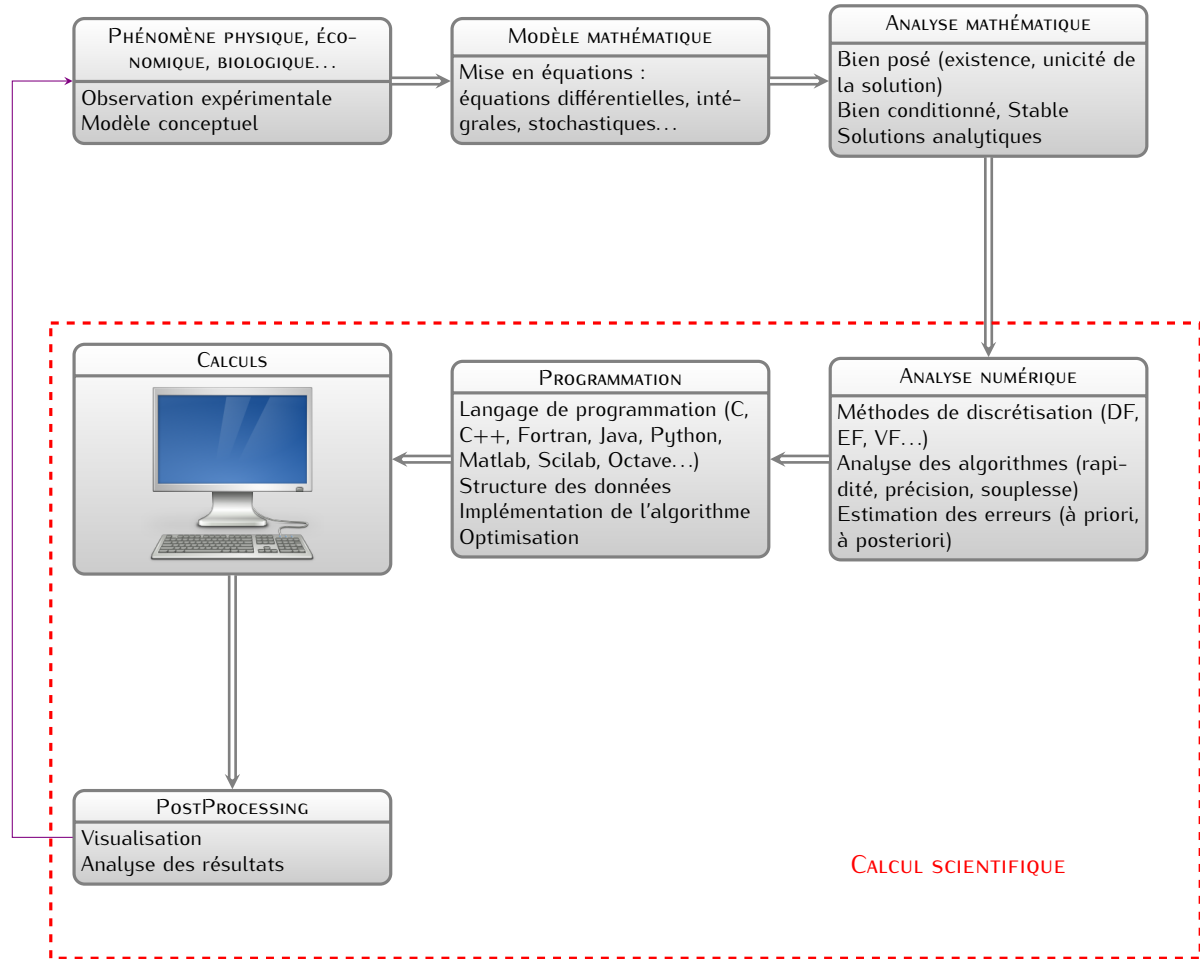 Phénomène physique, éco-
nomique, biologique…
Observation expérimentale
Modèle conceptuel
Modèle mathématique
Mise en équations :
équations différentielles, inté-
grales, stochastiques…
Analyse mathématique
Bien posé (existence, unicité de
la solution)
Bien conditionné, Stable
Solutions analytiques
Calculs
Programmation
Langage de programmation (C,
C++, Fortran, Java, Python,
Matlab, Scilab, Octave…)
Structure des données
Implémentation de l'algorithme
Optimisation
Analyse numérique
Méthodes de discrétisation (DF,
EF, VF…)
Analyse des algorithmes (rapi-
dité, précision, souplesse)
Estimation des erreurs (à priori,
à posteriori)
PostProcessing
Visualisation
Analyse des résultats
Calcul scientifique